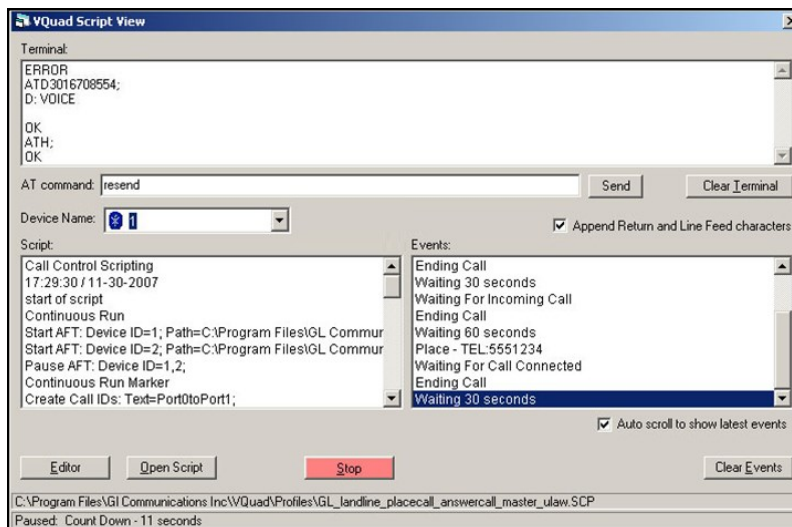 VQuad Script View
Terminal:
ERROR
ATD3016708554;
D: VOICE
OK
ATH;
OK
AT command: resend
Send
Clear Terminal
Device Name: 1
Append Return and Line Feed characters
Script:
Call Control Scripting
17:29:30 / 11-30-2007
start of script
Continuous Run
Start AFT: Device ID=1; Path=C:\Program Files\GL Commur
Start AFT: Device ID=2; Path=C:\Program Files\GL Commur
Pause AFT: Device ID=1,2;
Continuous Run Marker
Create Call IDs: Text=Port0toPort1;
Events:
Ending Call
Waiting 30 seconds
Waiting For Incoming Call
Ending Call
Waiting 60 seconds
Place - TEL:5551234
Waiting For Call Connected
Ending Call
Waiting 30 seconds
Auto scroll to show latest events
Editor
Open Script
Stop
Clear Events
C:\Program Files\Gl Communications Inc\VQuad\Profiles\GL_landline_placecall_answercall_master_ulaw.SCP
Paused: Count Down - 11 seconds